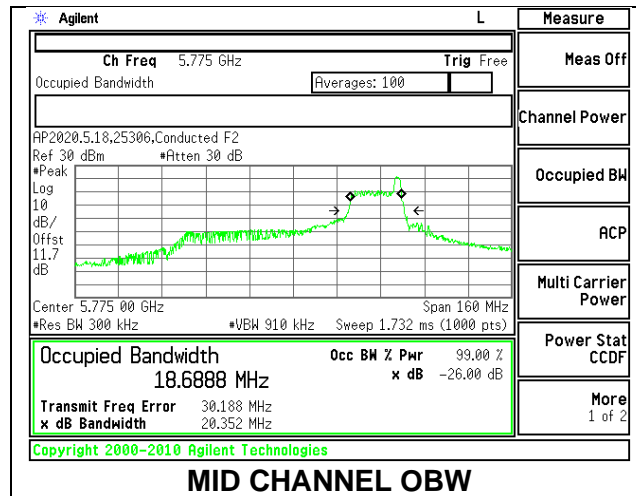 Agilent L
Ch Freq 5.775 GHz Trig Free
Occupied Bandwidth Averages: 100
AP2020.5.18,25306,Conducted F2
Ref 30 dBm #Atten 30 dB
#Peak
Log
10
dB/
Offst
11.7
dB
Center 5.775 00 GHz Span 160 MHz
#Res BW 300 kHz #VBW 910 kHz Sweep 1.732 ms (1000 pts)
Occupied Bandwidth Occ BW % Pwr 99.00 %
18.6888 MHz x dB -26.00 dB
Transmit Freq Error 30.188 MHz
x dB Bandwidth 20.352 MHz
Copyright 2000-2010 Agilent Technologies
Measure
Meas Off
Channel Power
Occupied BW
ACP
Multi Carrier
Power
Power Stat
CCDF
More
1 of 2
MID CHANNEL OBW